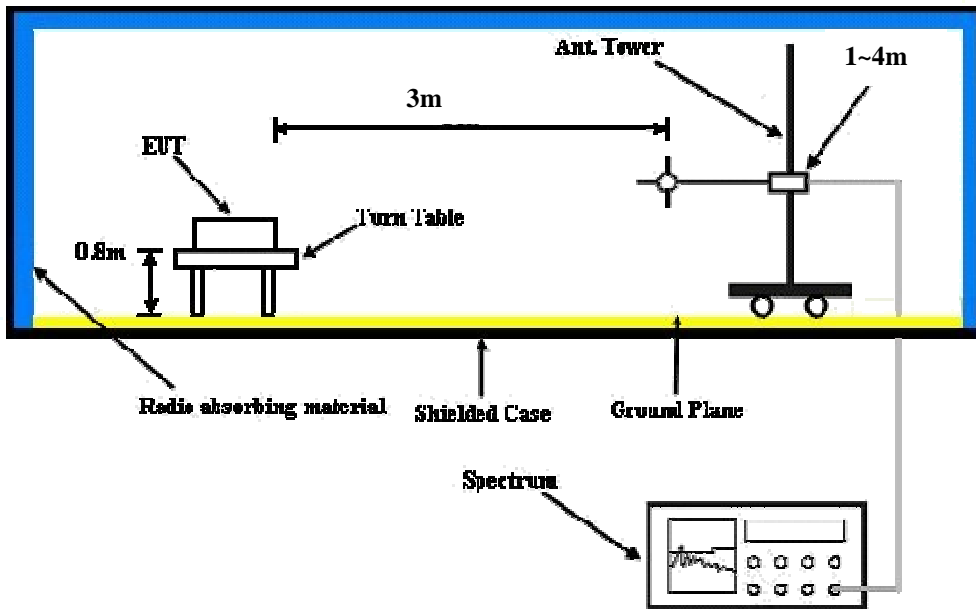 Ant. Tower
1~4m
3m
EUT
Turn Table
0.8m
Radio absorbing material
Shielded Case
Ground Plane
Spectrum